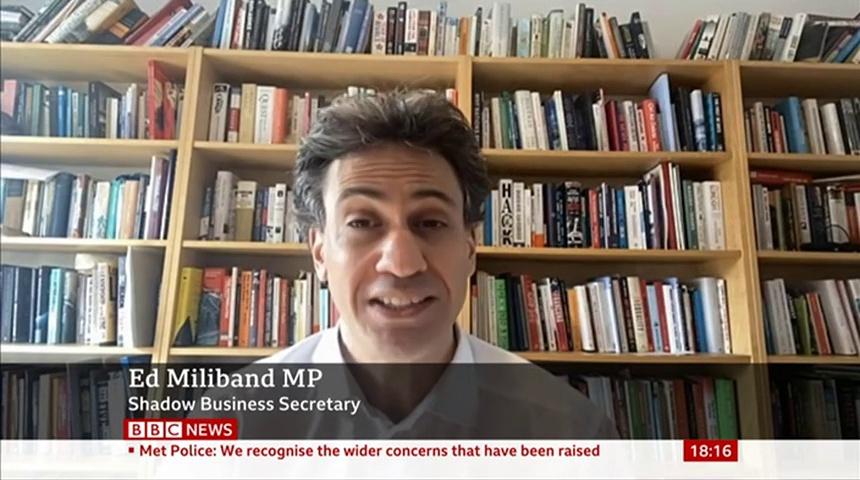 HACK
Ed Miliband MP
Shadow Business Secretary
BBC NEWS
Met Police: We recognise the wider concerns that have been raised
18:16